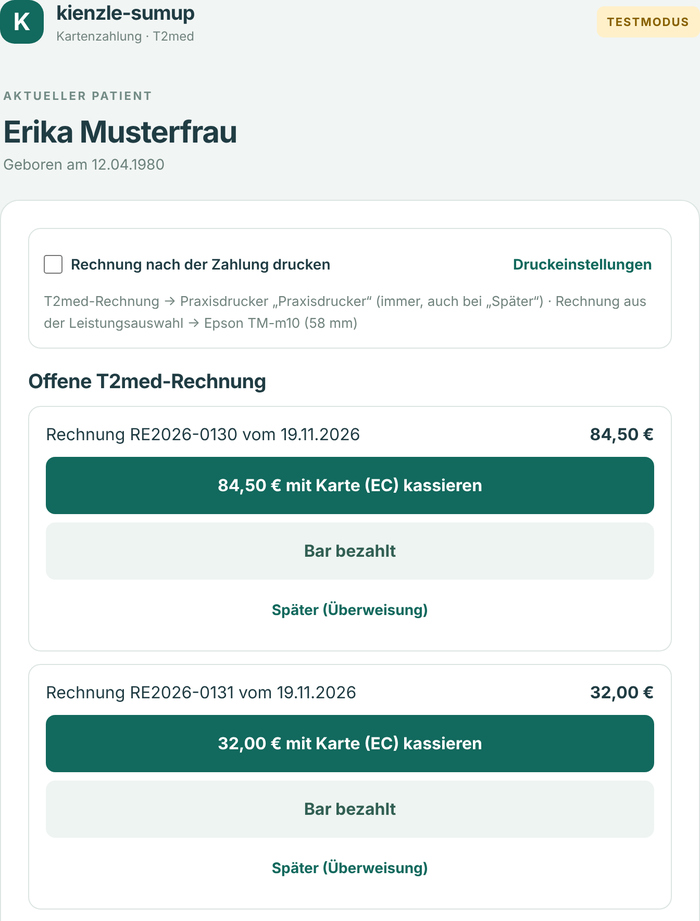 K
kienzle-sumup
Kartenzahlung · T2med
TESTMODUS
AKTUELLER PATIENT
Erika Musterfrau
Geboren am 12.04.1980
Rechnung nach der Zahlung drucken
Druckeinstellungen
T2med-Rechnung → Praxisdrucker „Praxisdrucker“ (immer, auch bei „Später“) · Rechnung aus
der Leistungsauswahl → Epson TM-m10 (58 mm)
Offene T2med-Rechnung
Rechnung RE2026-0130 vom 19.11.2026
84,50 €
84,50 € mit Karte (EC) kassieren
Bar bezahlt
Später (Überweisung)
Rechnung RE2026-0131 vom 19.11.2026
32,00 €
32,00 € mit Karte (EC) kassieren
Bar bezahlt
Später (Überweisung)